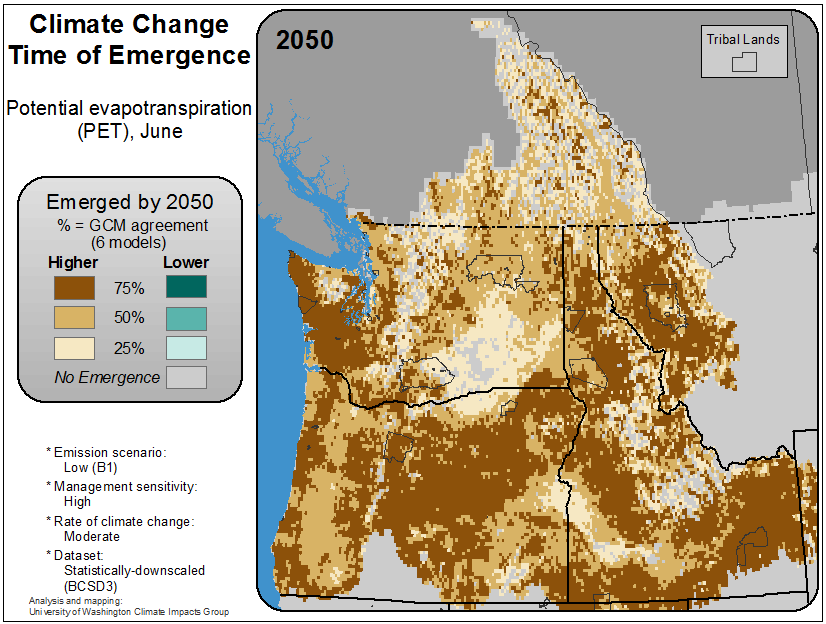 Climate Change
Time of Emergence
Potential evapotranspiration
(PET), June
Emerged by 2050
% = GCM agreement
(6 models)
Higher Lower
75%
50%
25%
No Emergence
* Emission scenario:
Low (B1)
* Management sensitivity:
High
* Rate of climate change:
Moderate
* Dataset:
Statistically-downscaled
(BCSD3)
Analysis and mapping:
University of Washington Climate Impacts Group
2050
Tribal Lands